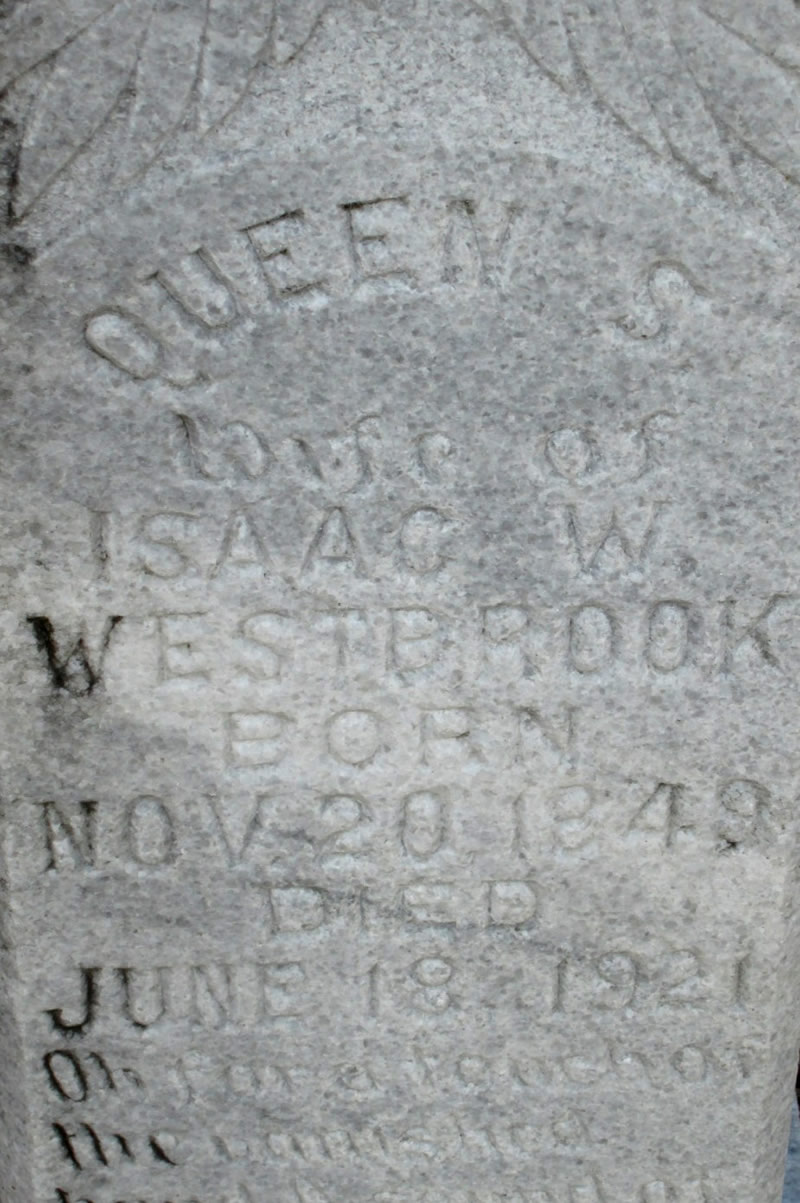 QUEEN S
wife of
ISAAC W.
WESTBROOK
BORN
NOV. 20, 1849
DIED
JUNE 18, 1921
Oh for a touch of
the vanished